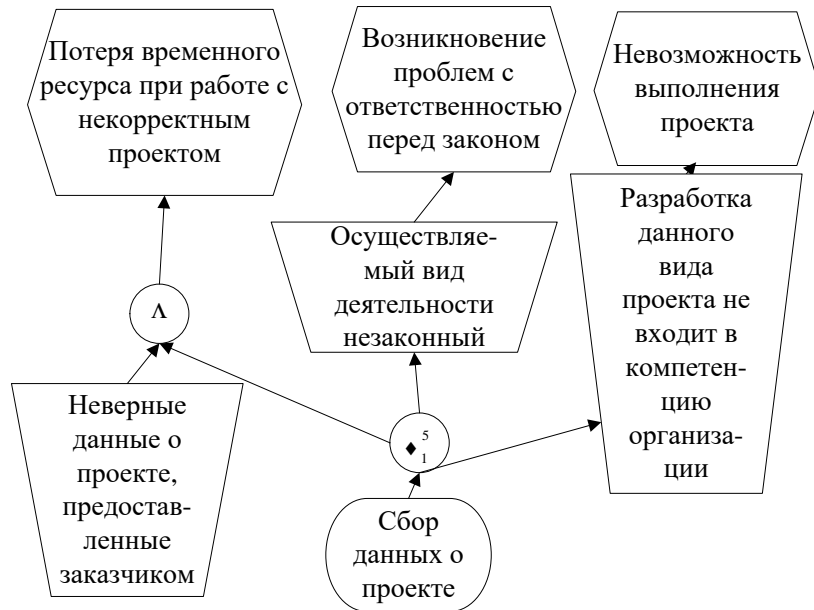 Потеря временного
ресурса при работе с
некорректным
проектом
Возникновение
проблем с
ответственностью
перед законом
Невозможность
выполнения
проекта
Осуществляе-
мый вид
деятельности
незаконный
Разработка
данного
вида
проекта не
входит в
компетен-
цию
организа-
ции
Λ
Неверные
данные о
проекте,
предостав-
ленные
заказчиком
5
♦
1
Сбор
данных о
проекте